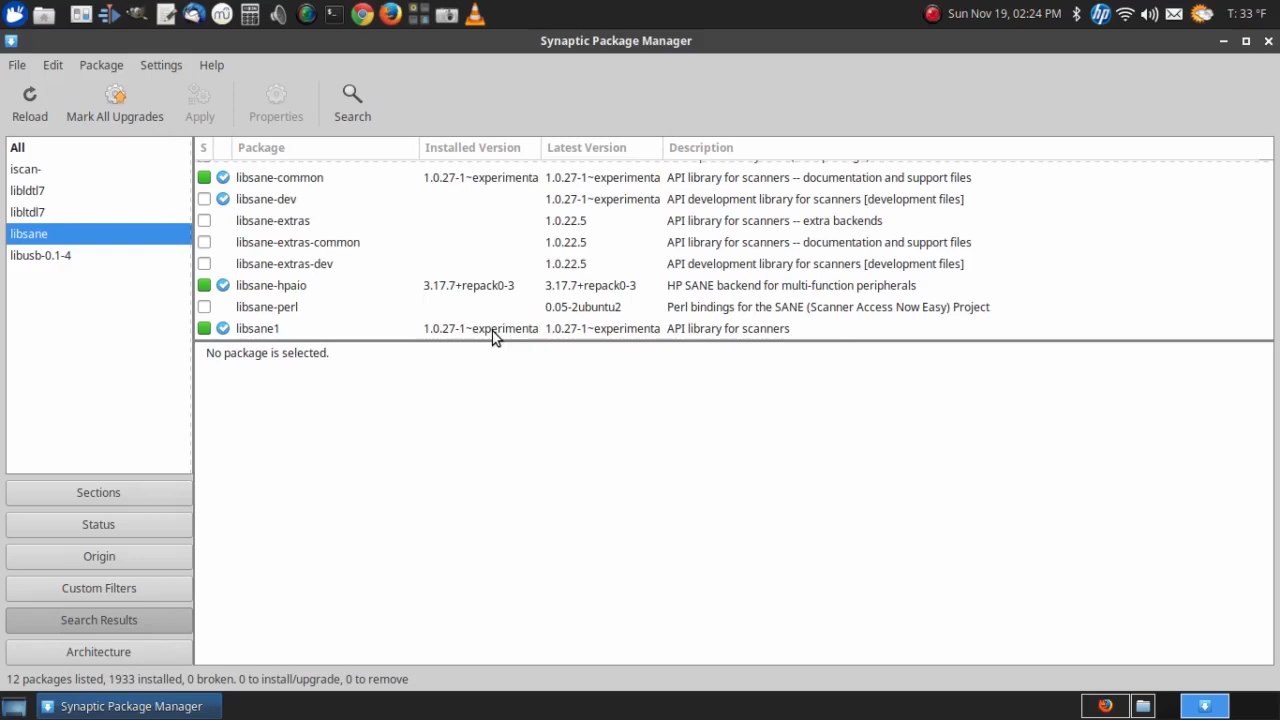 Sun Nov 19, 02:24 PM
T: 33 °F
Synaptic Package Manager
File Edit Package Settings Help
Reload Mark All Upgrades Apply Properties Search
All
iscan-
libldtl7
libltdl7
libsane
libusb-0.1-4
S Package Installed Version Latest Version Description
libsane-common 1.0.27-1~experimenta 1.0.27-1~experimenta API library for scanners -- documentation and support files
libsane-dev 1.0.27-1~experimenta API development library for scanners [development files]
libsane-extras 1.0.22.5 API library for scanners -- extra backends
libsane-extras-common 1.0.22.5 API library for scanners -- documentation and support files
libsane-extras-dev 1.0.22.5 API development library for scanners [development files]
libsane-hpaio 3.17.7+repack0-3 3.17.7+repack0-3 HP SANE backend for multi-function peripherals
libsane-perl 0.05-2ubuntu2 Perl bindings for the SANE (Scanner Access Now Easy) Project
libsane1 1.0.27-1~experimenta 1.0.27-1~experimenta API library for scanners
No package is selected.
Sections
Status
Origin
Custom Filters
Search Results
Architecture
12 packages listed, 1933 installed, 0 broken. 0 to install/upgrade, 0 to remove
Synaptic Package Manager